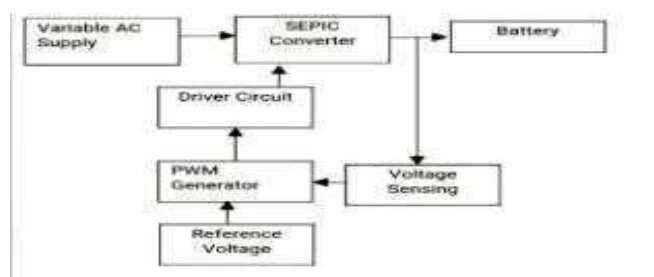 Variable AC
Supply
SEPIC
Converter
Battery
Driver Circuit
PWM
Generator
Voltage
Sensing
Reference
Voltage